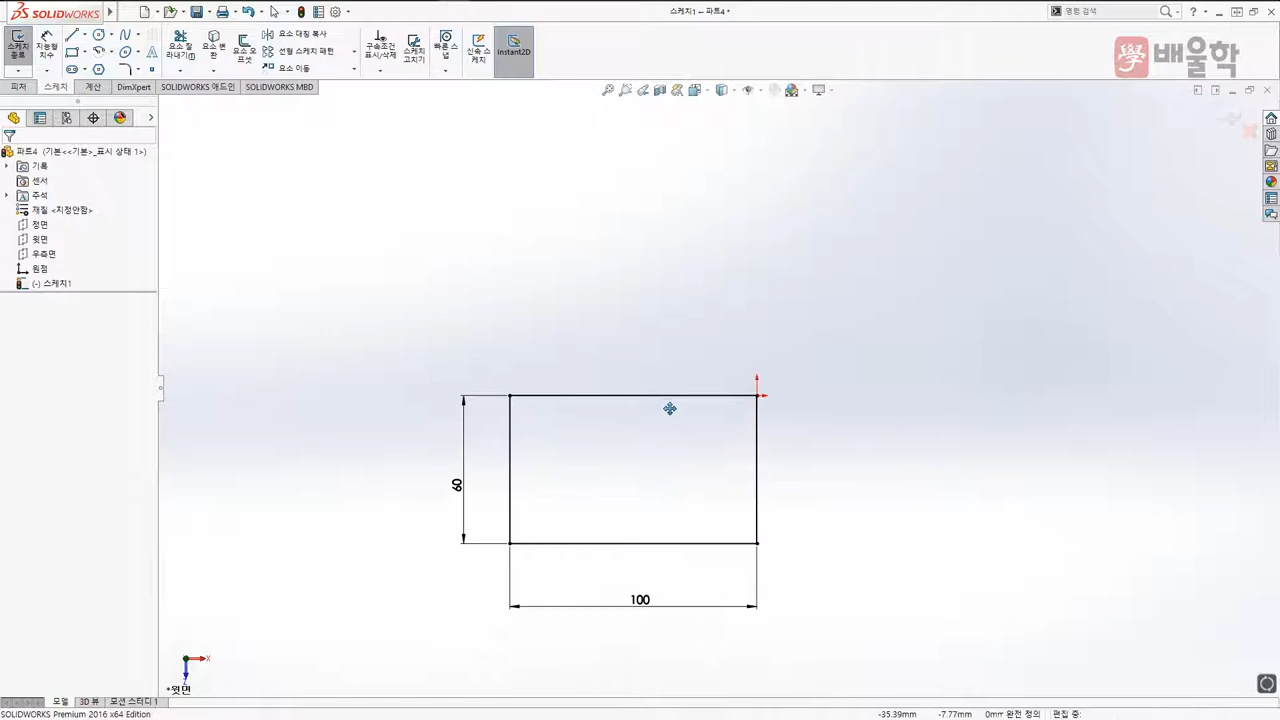 SOLIDWORKS
스케치1 ← 파트4 *
명령 검색
스케치 종료
지능형 치수
요소 잘라내기
요소 변환
요소 오프셋
요소 대칭 복사
선형 스케치 패턴
요소 이동
구속조건 표시/삭제
스케치 고치기
빠른 스냅
신속 스케치
Instant2D
學 배울학
피처
스케치
계산
DimXpert
SOLIDWORKS 애드인
SOLIDWORKS MBD
파트4 (기본<<기본>_표시 상태 1>)
기록
센서
주석
재질 <지정안함>
정면
윗면
우측면
원점
(-) 스케치1
60
100
X
Z
*윗면
모델
3D 뷰
모션 스터디 1
SOLIDWORKS Premium 2016 x64 Edition
-35.39mm
-7.77mm
0mm 완전 정의
편집 중: